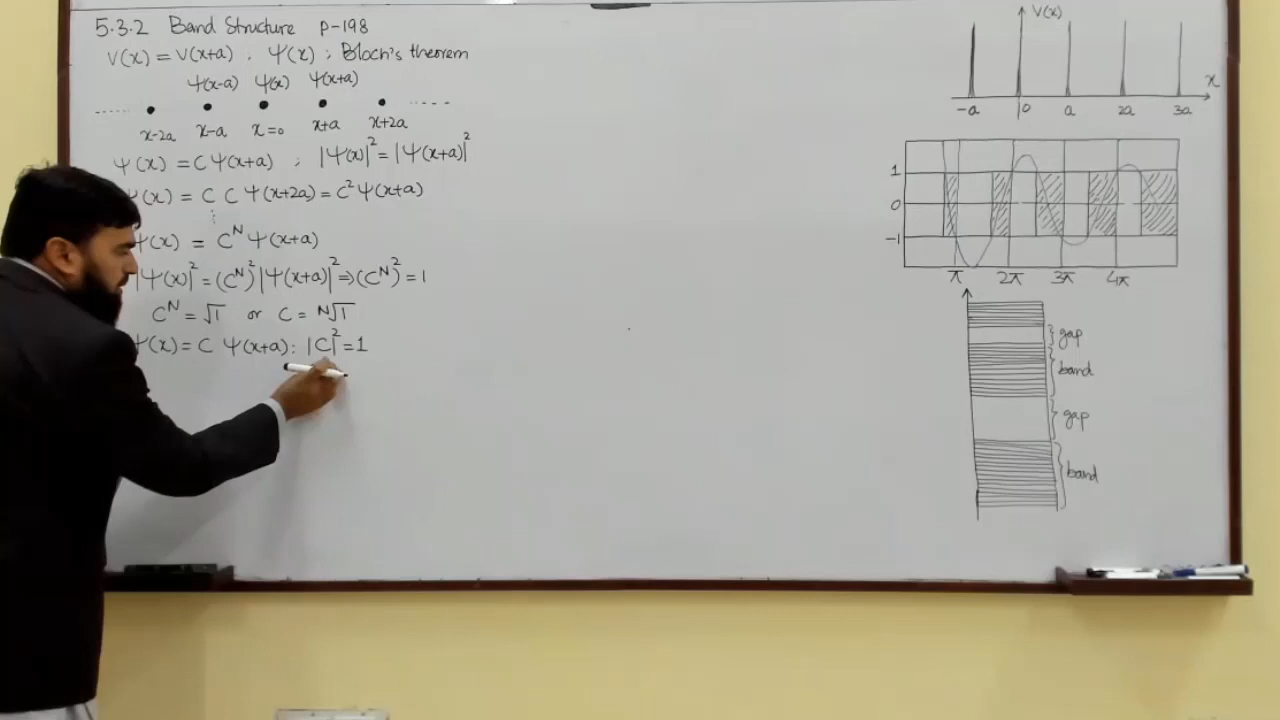 5.3.2 Band Structure p-198
V(x) = V(x+a) . Ψ(x) ; Bloch's theorem
Ψ(x-a) Ψ(x) Ψ(x+a)
x-2a x-a x=0 x+a x+2a
Ψ(x) = C Ψ(x+a) ; |Ψ(x)|² = |Ψ(x+a)|²
Ψ(x) = C C Ψ(x+2a) = C² Ψ(x+a)
⋮
Ψ(x) = C^N Ψ(x+a)
|Ψ(x)|² = (C^N)² |Ψ(x+a)|² ⇒ (C^N)² = 1
C^N = √1 or C = N√1
Ψ(x) = C Ψ(x+a) : |C|² = 1
V(x)
x
-a 0 a 2a 3a
1
0
-1
π 2π 3π 4π
gap
band
gap
band